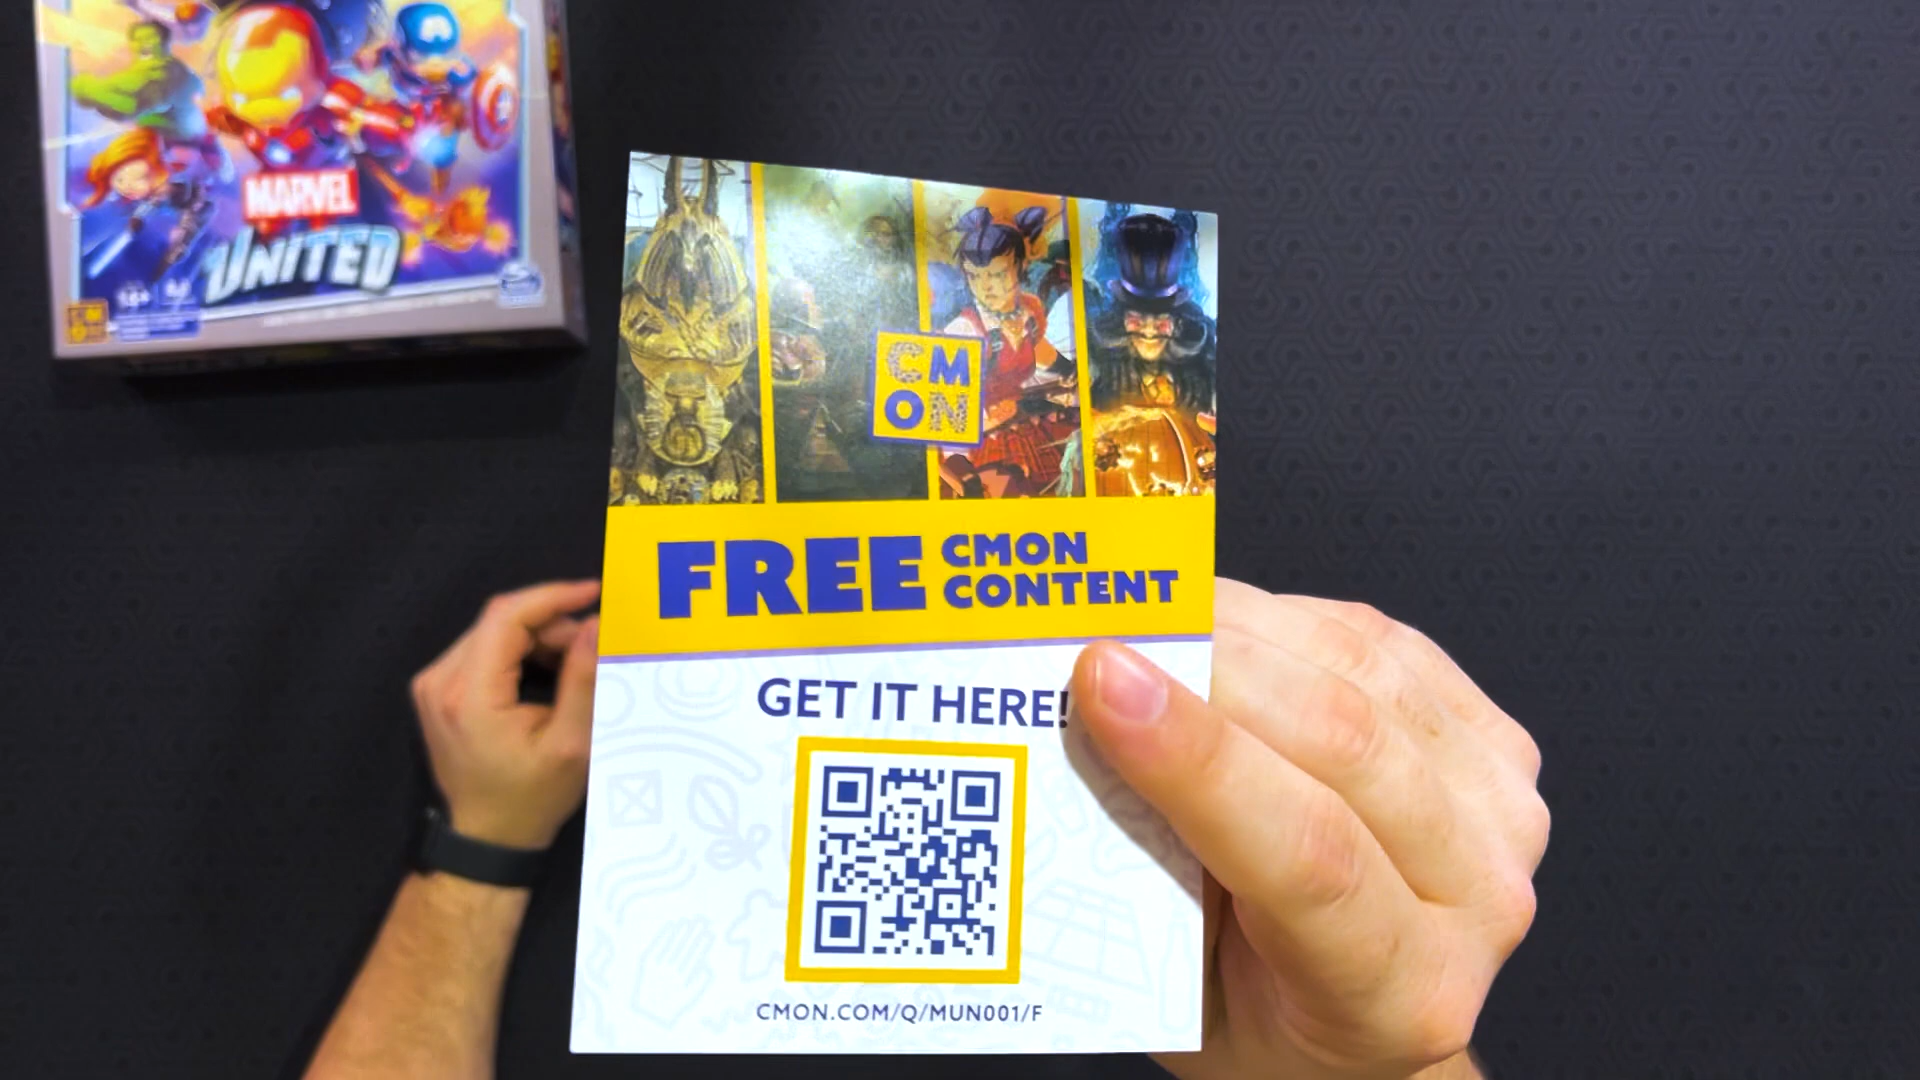 MARVEL
UNITED
CM
ON
FREE CMON
CONTENT
GET IT HERE!
CMON.COM/Q/MUN001/F